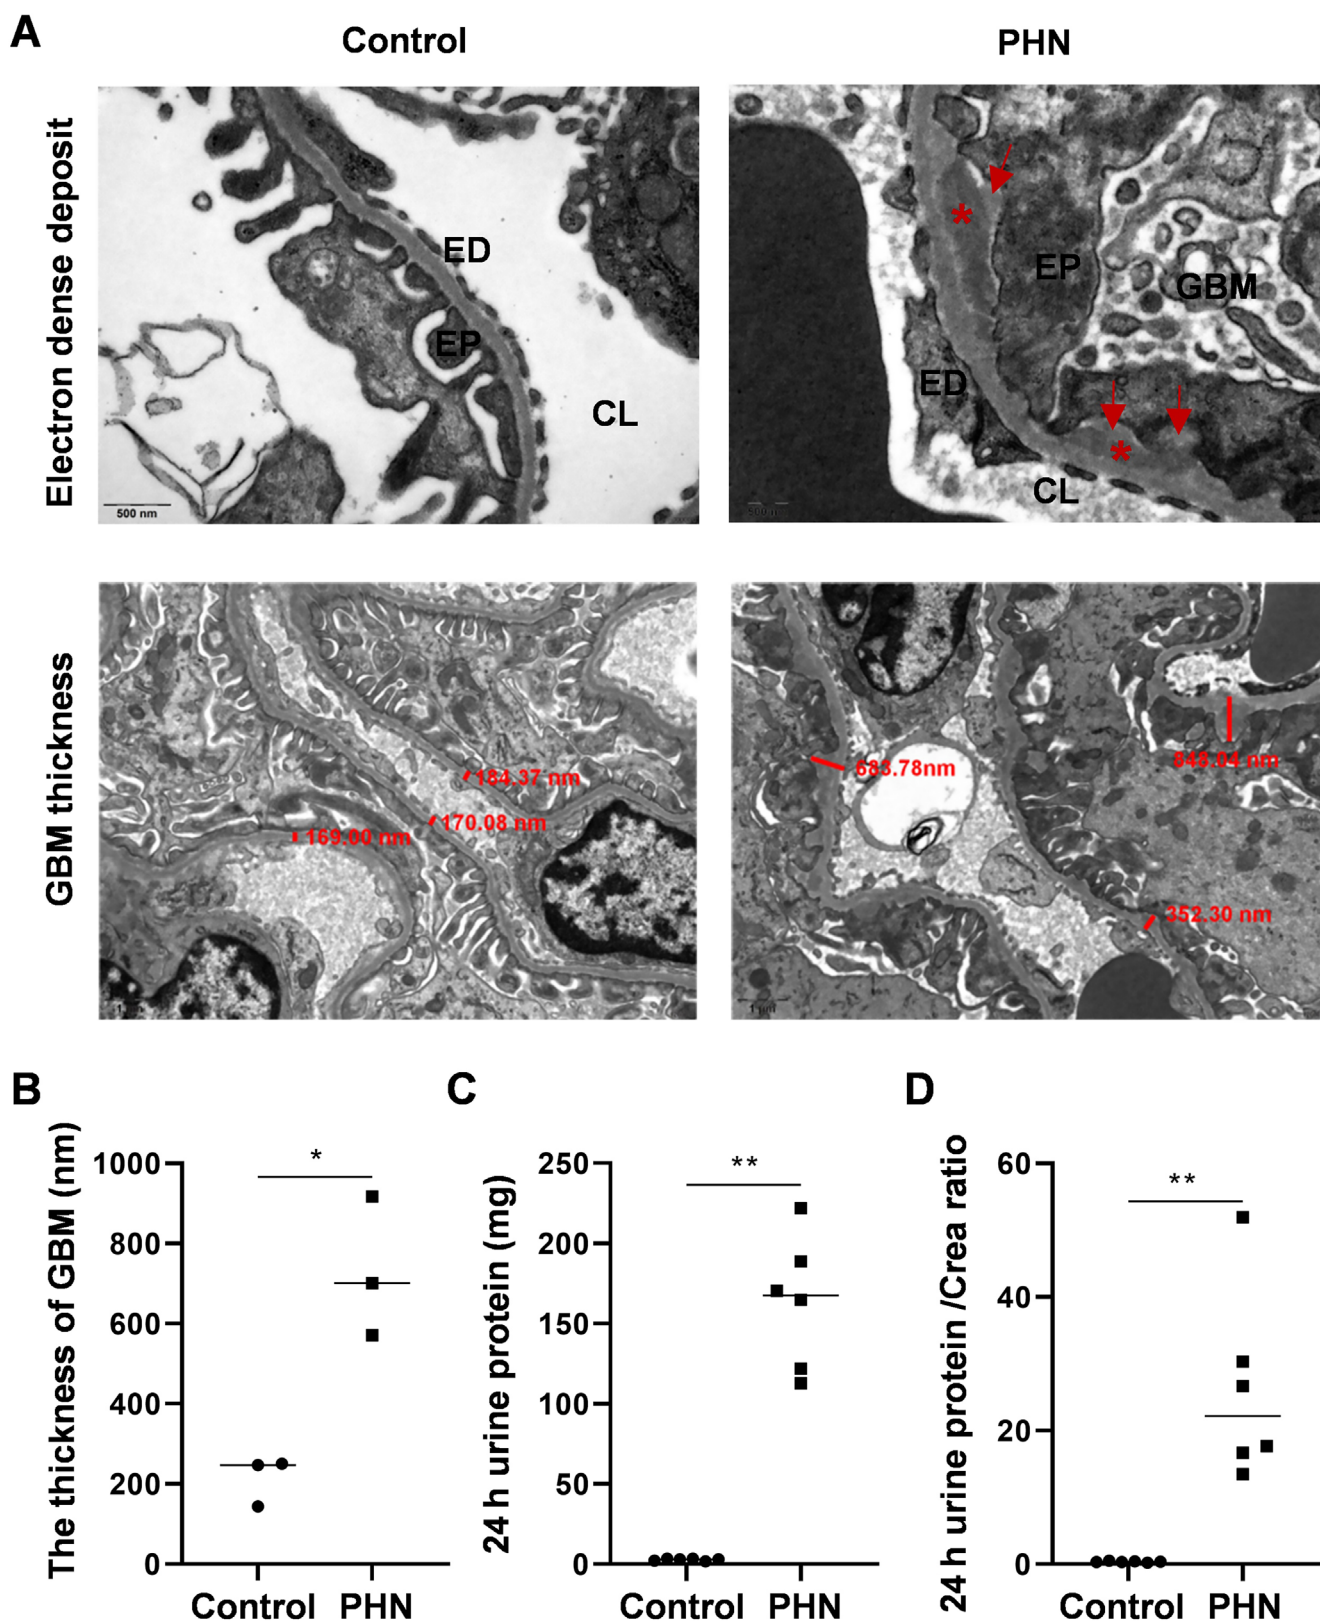 A
Control
PHN
Electron dense deposit
ED
EP
CL
500 nm
*
EP
GBM
ED
*
CL
500 nm
GBM thickness
184.37 nm
170.08 nm
169.00 nm
683.78nm
848.04 nm
352.30 nm
1 μm
B
The thickness of GBM (nm)
1000
800
600
400
200
0
*
Control
PHN
C
24 h urine protein (mg)
250
200
150
100
50
0
**
Control
PHN
D
24 h urine protein /Crea ratio
60
40
20
0
**
Control
PHN